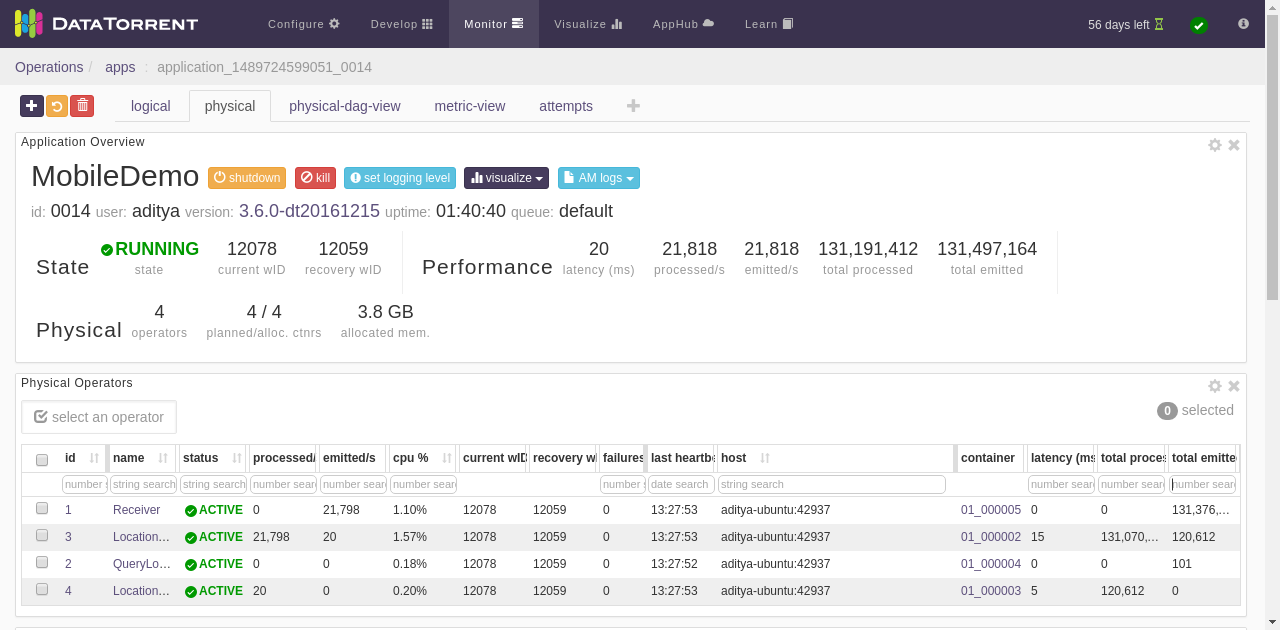 DATATORRENT Configure Develop Monitor Visualize AppHub Learn 56 days left
Operations / apps : application_1489724599051_0014
logical physical physical-dag-view metric-view attempts
Application Overview
MobileDemo shutdown kill set logging level visualize AM logs
id: 0014 user: aditya version: 3.6.0-dt20161215 uptime: 01:40:40 queue: default
State RUNNING 12078 12059 Performance 20 21,818 21,818 131,191,412 131,497,164
state current wID recovery wID latency (ms) processed/s emitted/s total processed total emitted
Physical 4 4 / 4 3.8 GB
operators planned/alloc. ctnrs allocated mem.
Physical Operators
select an operator 0 selected
id name status processed/ emitted/s cpu % current wID recovery w failures last heartbe host container latency (ms total proces total emitte
number s string search string search number sear number sear number sear number s date search string search number sear number sear number sear
1 Receiver ACTIVE 0 21,798 1.10% 12078 12059 0 13:27:53 aditya-ubuntu:42937 01_000005 0 0 131,376,...
3 Location... ACTIVE 21,798 20 1.57% 12078 12059 0 13:27:53 aditya-ubuntu:42937 01_000002 15 131,070,... 120,612
2 QueryLo... ACTIVE 0 0 0.18% 12078 12059 0 13:27:52 aditya-ubuntu:42937 01_000004 0 0 101
4 Location... ACTIVE 20 0 0.20% 12078 12059 0 13:27:53 aditya-ubuntu:42937 01_000003 5 120,612 0